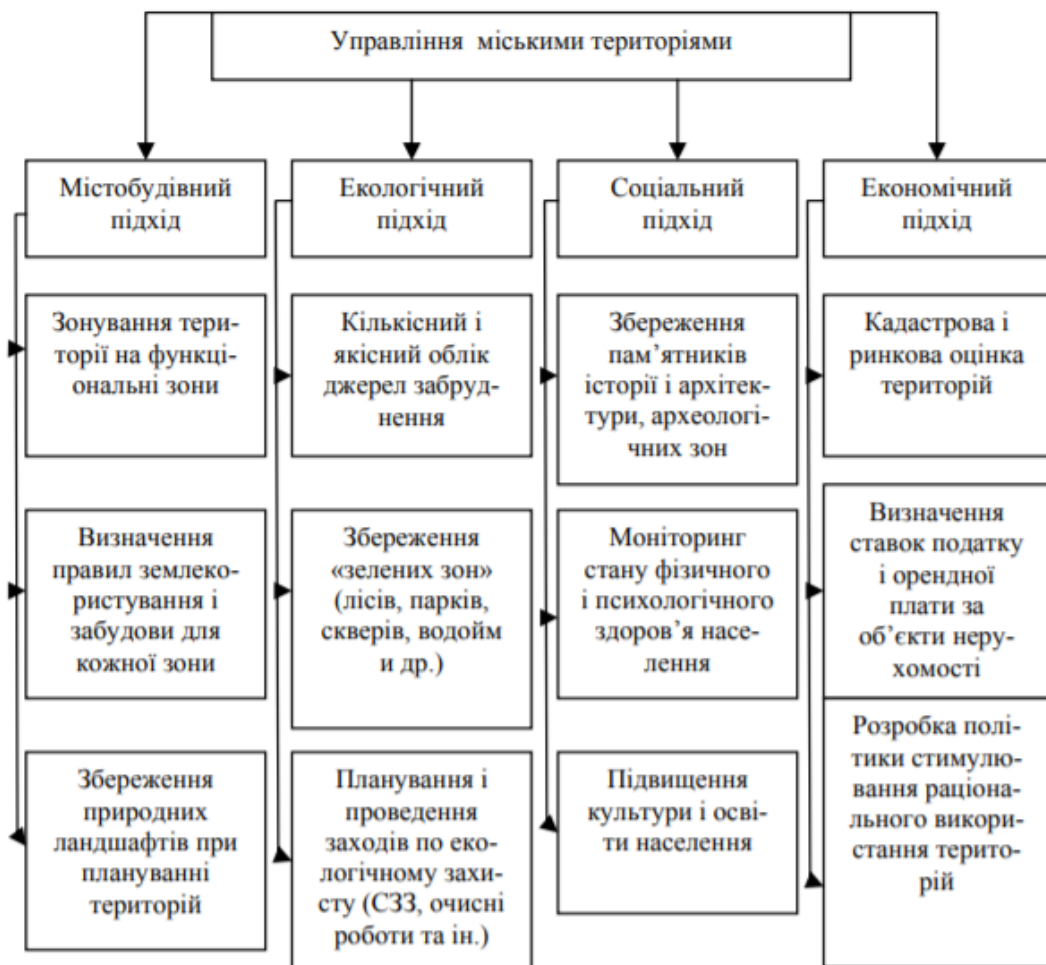 Управління міськими територіями
Містобудівний
підхід
Зонування тери-
торії на функці-
ональні зони
Визначення
правил землеко-
ристування і
забудови для
кожної зони
Збереження
природних
ландшафтів при
плануванні
територій
Екологічний
підхід
Кількісний і
якісний облік
джерел забруд-
нення
Збереження
«зелених зон»
(лісів, парків,
скверів, водойм
и др.)
Планування і
проведення
заходів по еко-
логічному захи-
сту (СЗЗ, очисні
роботи та ін.)
Соціальний
підхід
Збереження
пам’ятників
історії і архітек-
тури, археологі-
чних зон
Моніторинг
стану фізичного
і психологічного
здоров’я насе-
лення
Підвищення
культури і осві-
ти населення
Економічний
підхід
Кадастрова і
ринкова оцінка
територій
Визначення
ставок податку
і орендної
плати за
об’єкти неру-
хомості
Розробка полі-
тики стимулю-
вання раціона-
льного викори-
стання територ-
рій